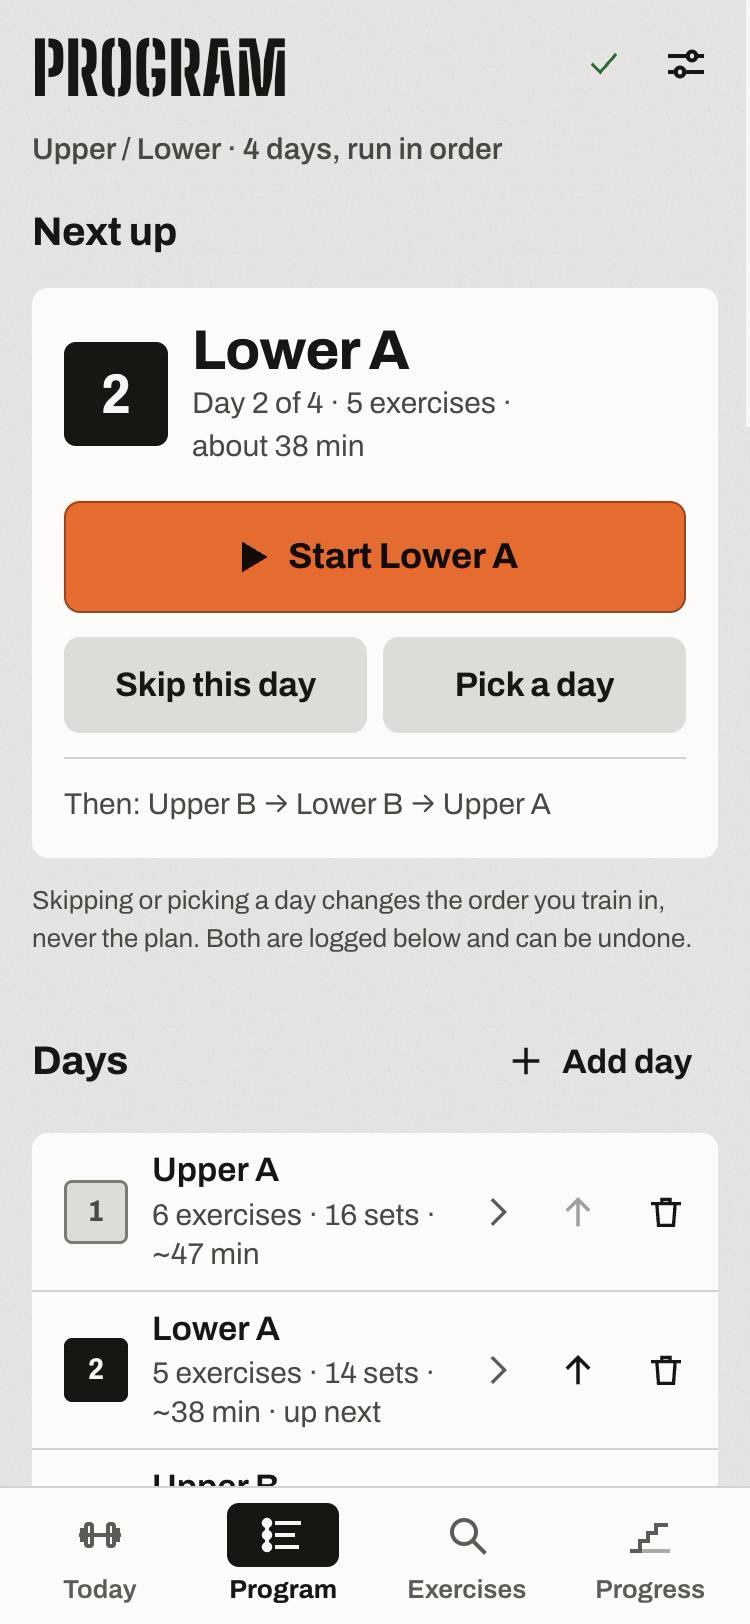 PROGRAM
Upper / Lower · 4 days, run in order
Next up
2
Lower A
Day 2 of 4 · 5 exercises ·
about 38 min
Start Lower A
Skip this day
Pick a day
Then: Upper B → Lower B → Upper A
Skipping or picking a day changes the order you train in,
never the plan. Both are logged below and can be undone.
Days
+ Add day
1
Upper A
6 exercises · 16 sets ·
~47 min
2
Lower A
5 exercises · 14 sets ·
~38 min · up next
Upper B
Today
Program
Exercises
Progress